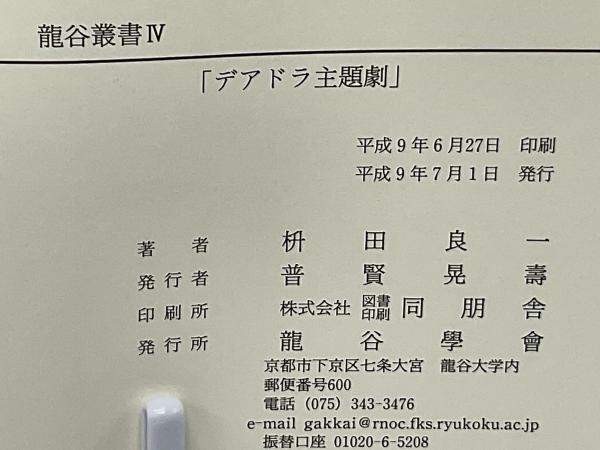 龍谷叢書Ⅳ
「デアドラ主題劇」
平成9年6月27日 印刷
平成9年7月1日 発行
著者 枡田良一
発行者 普賢晃壽
印刷所 株式会社 図書印刷 同朋舎
発行所 龍谷學會
京都市下京区七条大宮 龍谷大学内
郵便番号600
電話 (075) 343-3476
e-mail gakkai@rnoc.fks.ryukoku.ac.jp
振替口座 01020-6-5208